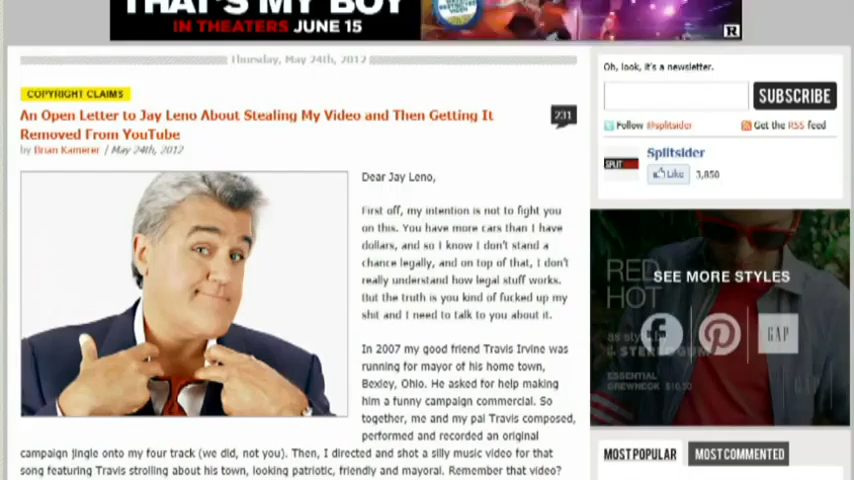 THAT'S MY BOY
IN THEATERS JUNE 15
R
Thursday, May 24th, 2012
COPYRIGHT CLAIMS
An Open Letter to Jay Leno About Stealing My Video and Then Getting It
Removed From YouTube
231
by Brian Kamerer / May 24th, 2012
Dear Jay Leno,
First off, my intention is not to fight you
on this. You have more cars than I have
dollars, and so I know I don't stand a
chance legally, and on top of that, I don't
really understand how legal stuff works.
But the truth is you kind of fucked up my
shit and I need to talk to you about it.
In 2007 my good friend Travis Irvine was
running for mayor of his home town,
Bexley, Ohio. He asked for help making
him a funny campaign commercial. So
together, me and my pal Travis composed,
performed and recorded an original
campaign jingle onto my four track (we did, not you). Then, I directed and shot a silly music video for that
song featuring Travis strolling about his town, looking patriotic, friendly and mayoral. Remember that video?
Oh, look, it's a newsletter.
SUBSCRIBE
Follow @splitsider
Get the RSS feed
SPLIT
Splitsider
Like
3,850
RED
HOT
SEE MORE STYLES
GAP
as styled by
STEREOGUM
ESSENTIAL
CREWNECK $16.50
GAP
MOST POPULAR
MOST COMMENTED